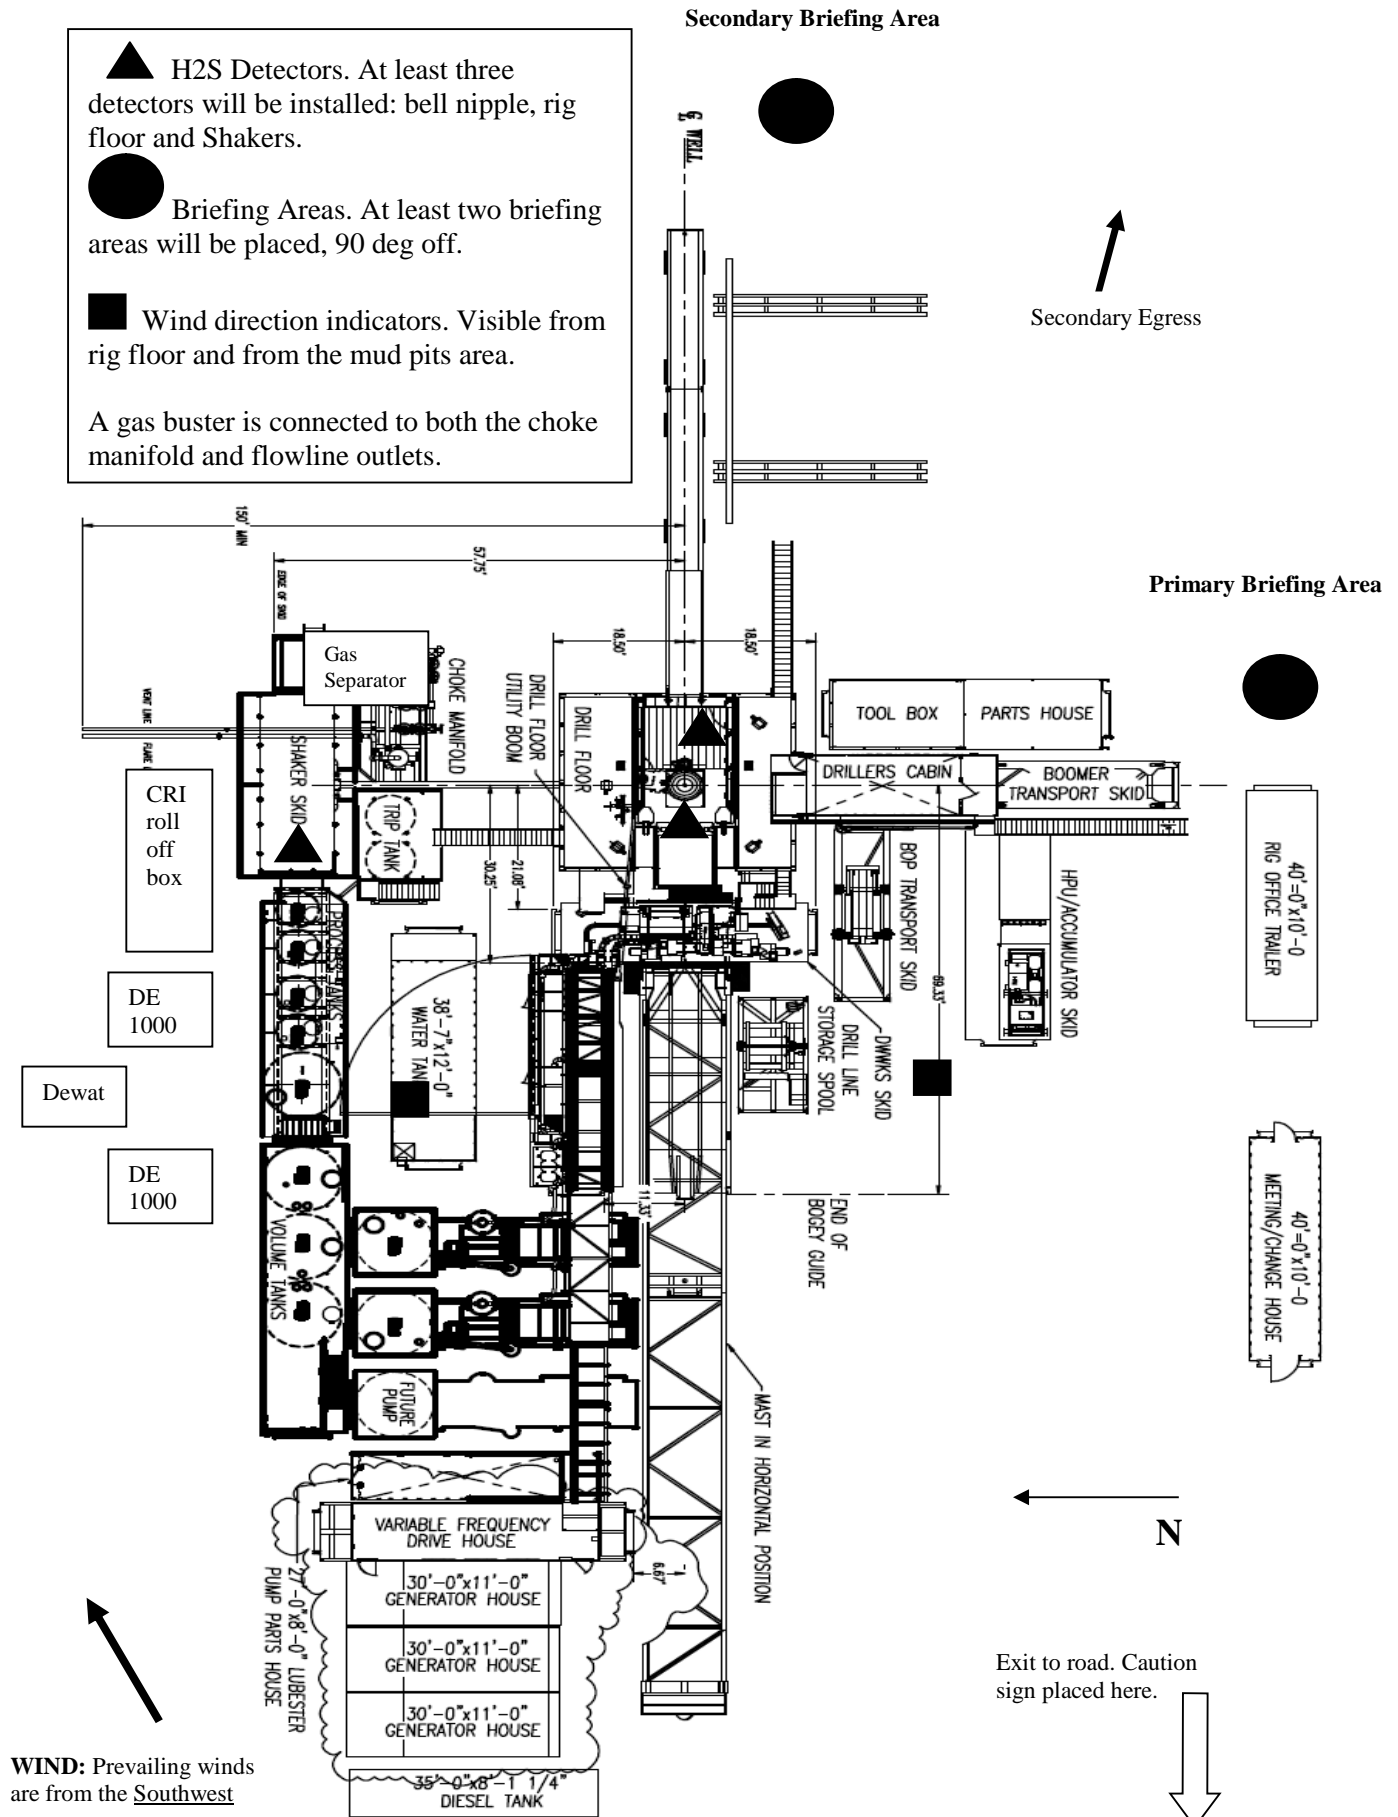 Secondary Briefing Area
H2S Detectors. At least three
detectors will be installed: bell nipple, rig
floor and Shakers.
Briefing Areas. At least two briefing
areas will be placed, 90 deg off.
Wind direction indicators. Visible from
rig floor and from the mud pits area.
A gas buster is connected to both the choke
manifold and flowline outlets.
℄ WELL
Secondary Egress
150' MIN
57.75'
EDGE OF SKID
Primary Briefing Area
18.50'
18.50'
Gas
Separator
CHOKE MANIFOLD
DRILL FLOOR
UTILITY BOOM
DRILL FLOOR
TOOL BOX
PARTS HOUSE
VENT LINE
FLARE
SHAKER SKID
DRILLERS CABIN
BOOMER
TRANSPORT SKID
CRI
roll
off
box
TRIP TANK
30.25'
21.08'
BOP TRANSPORT SKID
HPU/ACCUMULATOR SKID
40'=0"x10'-0
RIG OFFICE TRAILER
PROCESS TANKS
38'-7"x12'-0"
WATER TANK
69.33'
DE
1000
DRILL LINE
STORAGE SPOOL
DWWKS SKID
Dewat
DE
1000
11.33'
END OF
BOGEY GUIDE
40'=0"x10'-0
MEETING/CHANGE HOUSE
VOLUME TANKS
FUTURE
PUMP
MAST IN HORIZONTAL POSITION
N
VARIABLE FREQUENCY
DRIVE HOUSE
6.67'
27'-0"x8'-0" LUBESTER
PUMP PARTS HOUSE
30'-0"x11'-0"
GENERATOR HOUSE
30'-0"x11'-0"
GENERATOR HOUSE
30'-0"x11'-0"
GENERATOR HOUSE
Exit to road. Caution
sign placed here.
WIND: Prevailing winds
are from the Southwest
35'-0"x8'-1 1/4"
DIESEL TANK